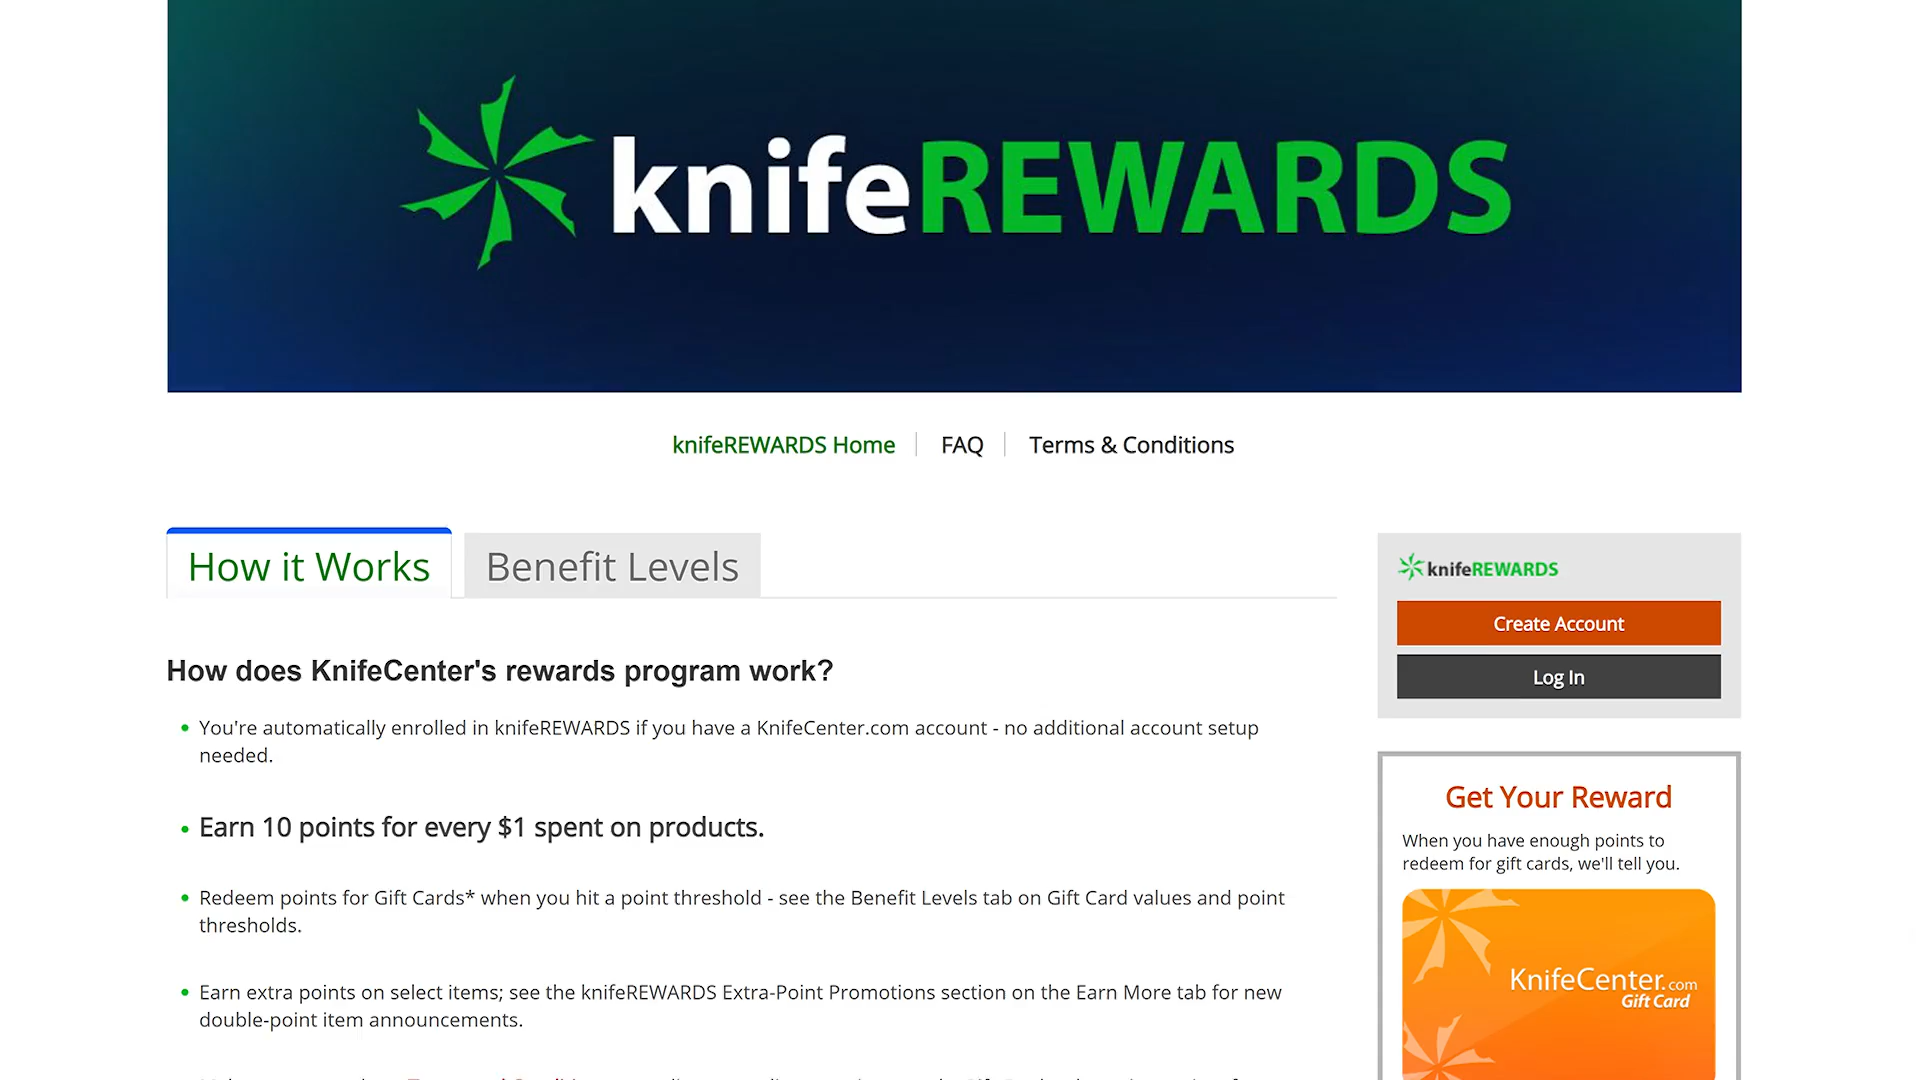 knifeREWARDS
knifeREWARDS Home
FAQ
Terms & Conditions
How it Works
Benefit Levels
How does KnifeCenter's rewards program work?
You're automatically enrolled in knifeREWARDS if you have a KnifeCenter.com account - no additional account setup
needed.
Earn 10 points for every $1 spent on products.
Redeem points for Gift Cards* when you hit a point threshold - see the Benefit Levels tab on Gift Card values and point
thresholds.
Earn extra points on select items; see the knifeREWARDS Extra-Point Promotions section on the Earn More tab for new
double-point item announcements.
knifeREWARDS
Create Account
Log In
Get Your Reward
When you have enough points to
redeem for gift cards, we'll tell you.
KnifeCenter.com
Gift Card